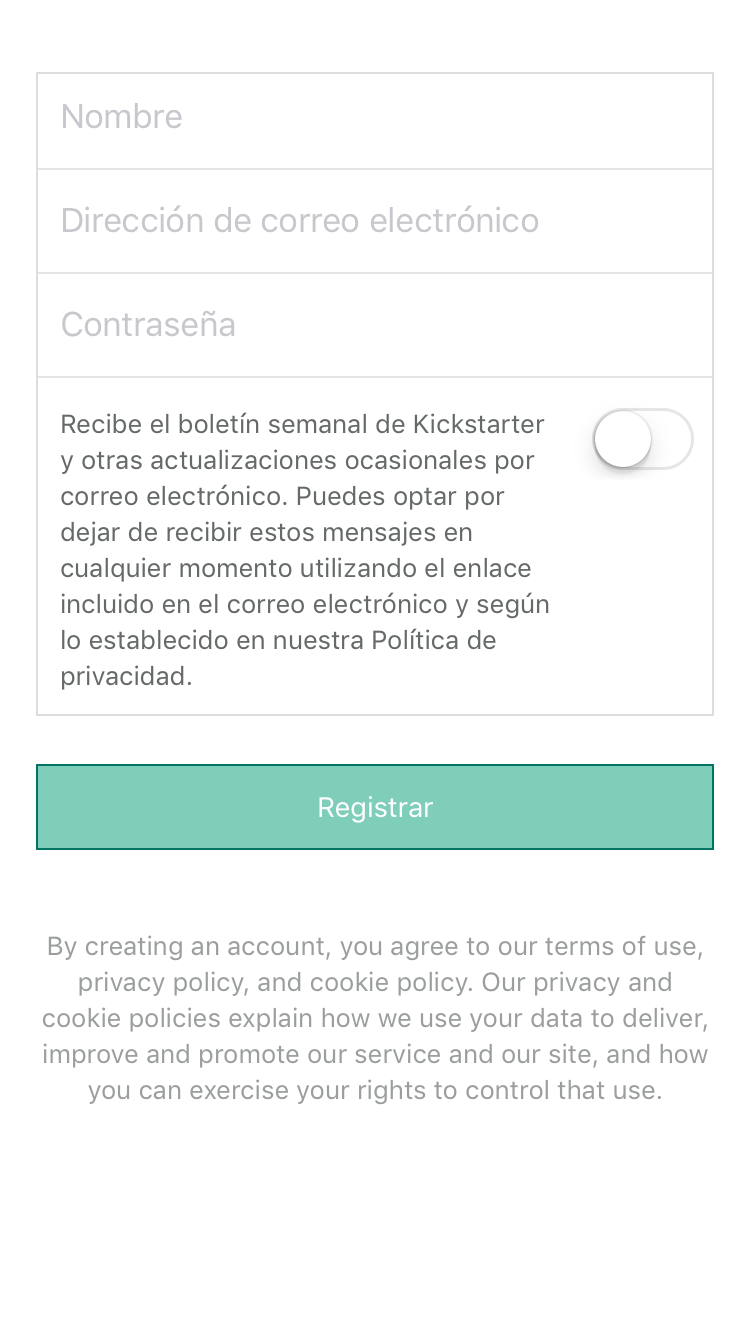 Nombre
Dirección de correo electrónico
Contraseña
Recibe el boletín semanal de Kickstarter
y otras actualizaciones ocasionales por
correo electrónico. Puedes optar por
dejar de recibir estos mensajes en
cualquier momento utilizando el enlace
incluido en el correo electrónico y según
lo establecido en nuestra Política de
privacidad.
Registrar
By creating an account, you agree to our terms of use,
privacy policy, and cookie policy. Our privacy and
cookie policies explain how we use your data to deliver,
improve and promote our service and our site, and how
you can exercise your rights to control that use.